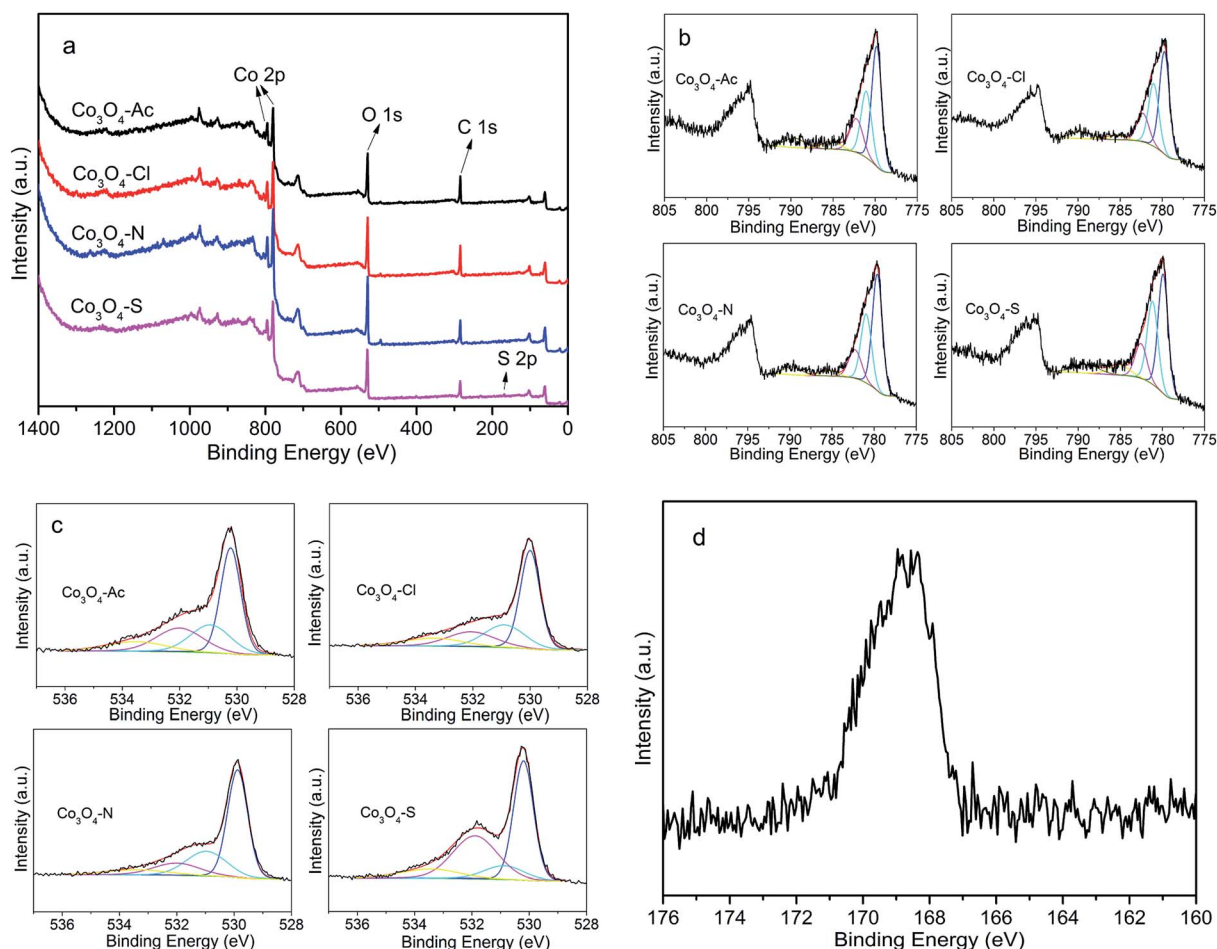 a
Co₃O₄-Ac
Co 2p
O 1s
C 1s
Co₃O₄-Cl
Co₃O₄-N
Co₃O₄-S
S 2p
Intensity (a.u.)
1400 1200 1000 800 600 400 200 0
Binding Energy (eV)
b
Co₃O₄-Ac
Intensity (a.u.)
805 800 795 790 785 780 775
Binding Energy (eV)
Co₃O₄-Cl
Intensity (a.u.)
805 800 795 790 785 780 775
Binding Energy (eV)
Co₃O₄-N
Intensity (a.u.)
805 800 795 790 785 780 775
Binding Energy (eV)
Co₃O₄-S
Intensity (a.u.)
805 800 795 790 785 780 775
Binding Energy (eV)
c
Co₃O₄-Ac
Intensity (a.u.)
536 534 532 530 528
Binding Energy (eV)
Co₃O₄-Cl
Intensity (a.u.)
536 534 532 530 528
Binding Energy (eV)
Co₃O₄-N
Intensity (a.u.)
536 534 532 530 528
Binding Energy (eV)
Co₃O₄-S
Intensity (a.u.)
536 534 532 530 528
Binding Energy (eV)
d
Intensity (a.u.)
176 174 172 170 168 166 164 162 160
Binding Energy (eV)